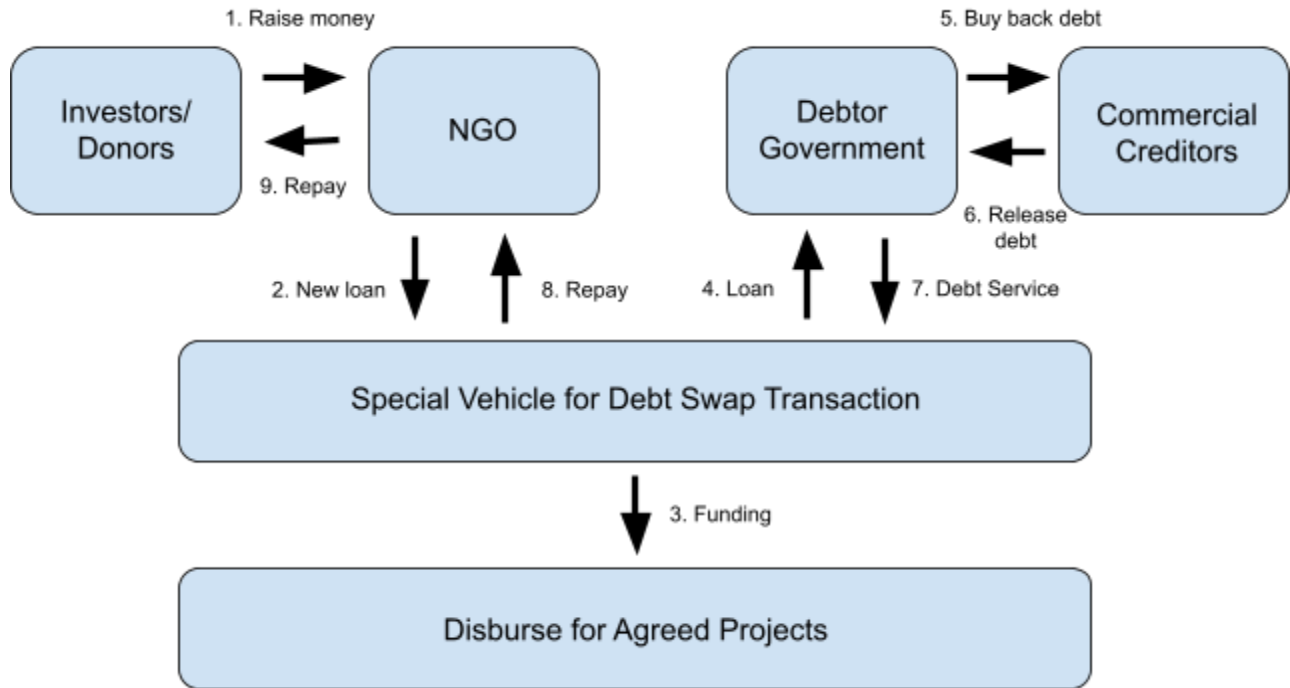 1. Raise money
5. Buy back debt
Investors/
Donors
NGO
Debtor
Government
Commercial
Creditors
9. Repay
6. Release
debt
2. New loan
8. Repay
4. Loan
7. Debt Service
Special Vehicle for Debt Swap Transaction
3. Funding
Disburse for Agreed Projects